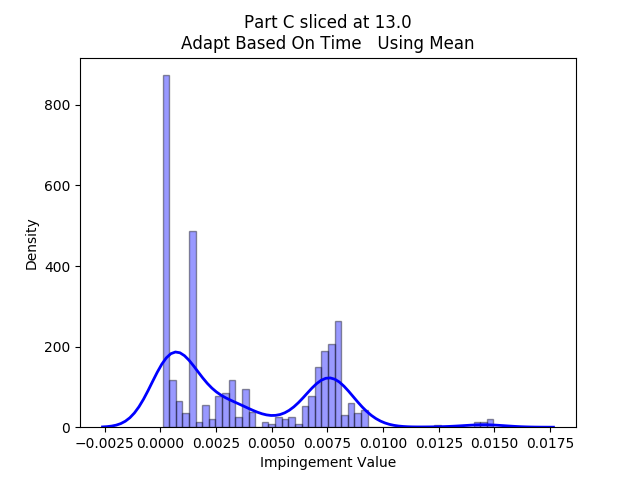 Part C sliced at 13.0
Adapt Based On Time   Using Mean
Density
800
600
400
200
0
−0.0025 0.0000 0.0025 0.0050 0.0075 0.0100 0.0125 0.0150 0.0175
Impingement Value